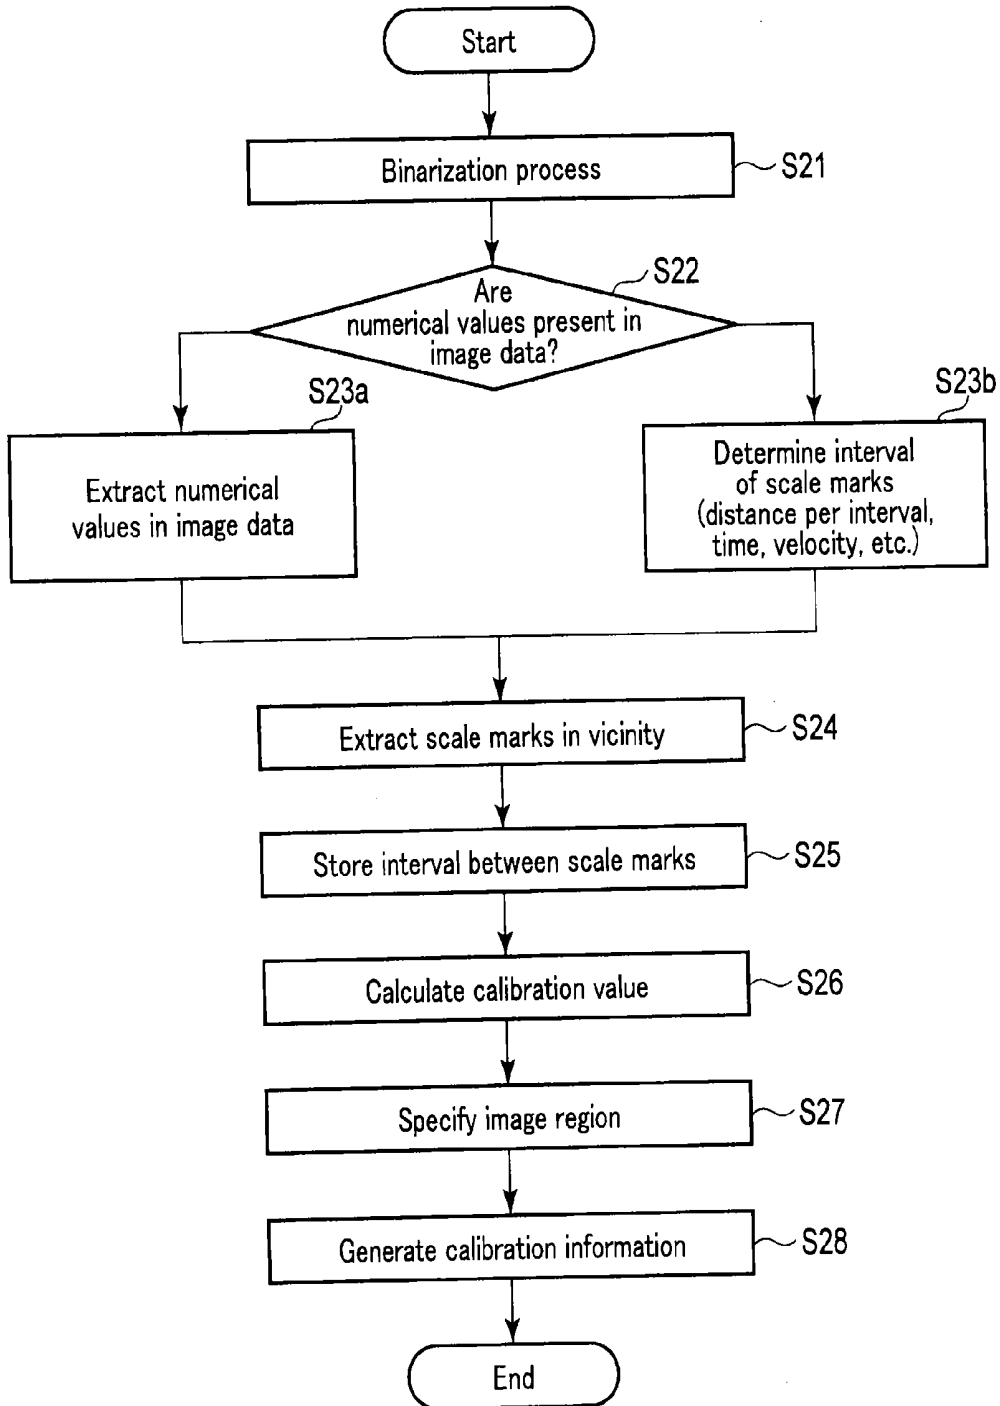 Start
Binarization process
S21
S22
Are
numerical values present in
image data?
S23a
S23b
Extract numerical
values in image data
Determine interval
of scale marks
(distance per interval,
time, velocity, etc.)
Extract scale marks in vicinity
S24
Store interval between scale marks
S25
Calculate calibration value
S26
Specify image region
S27
Generate calibration information
S28
End